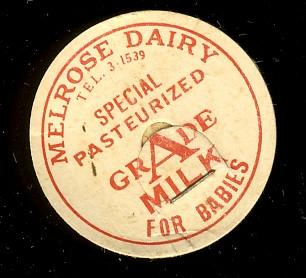 MELROSE DAIRY
TEL. 3-1539
SPECIAL
PASTEURIZED
GRADE
MILK
FOR BABIES